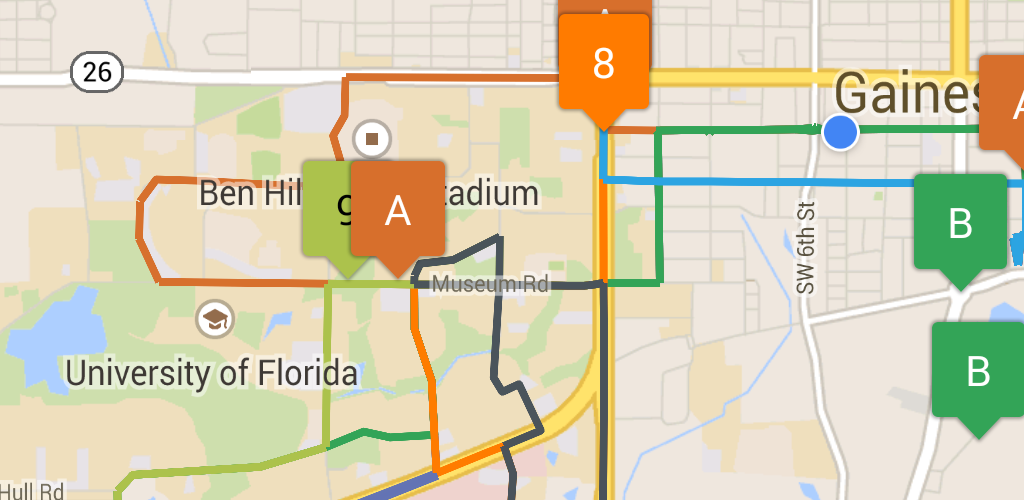 8
26
Gaines
A
Ben Hil
tadium
9
A
B
SW 6th St
Museum Rd
University of Florida
B
Hull Rd